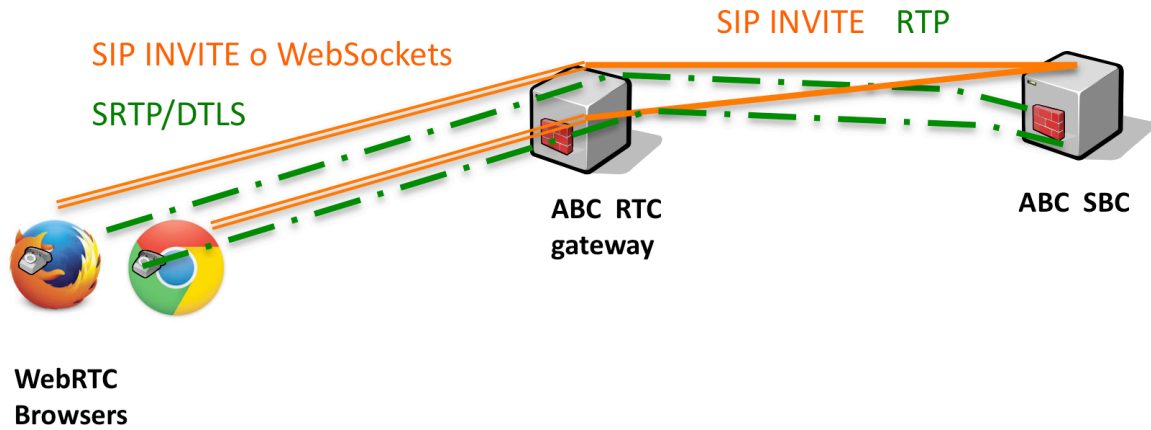 SIP INVITE RTP
SIP INVITE o WebSockets
SRTP/DTLS
ABC RTC
gateway
ABC SBC
WebRTC
Browsers